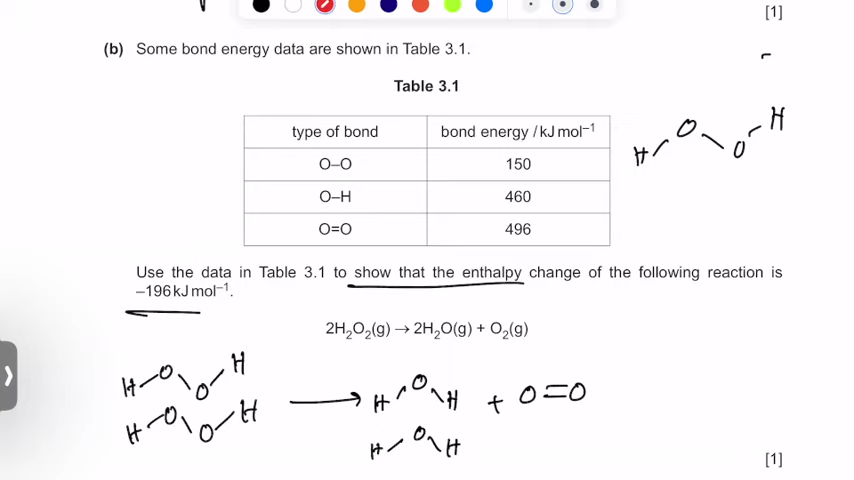 [1]
(b) Some bond energy data are shown in Table 3.1.
Table 3.1
type of bond bond energy / kJ mol⁻¹
O–O 150
O–H 460
O=O 496
H O O H
Use the data in Table 3.1 to show that the enthalpy change of the following reaction is
–196 kJ mol⁻¹.
2H₂O₂(g) → 2H₂O(g) + O₂(g)
H–O\O/H → H/O\H + O=O
H–O\O–H H–O\H
[1]